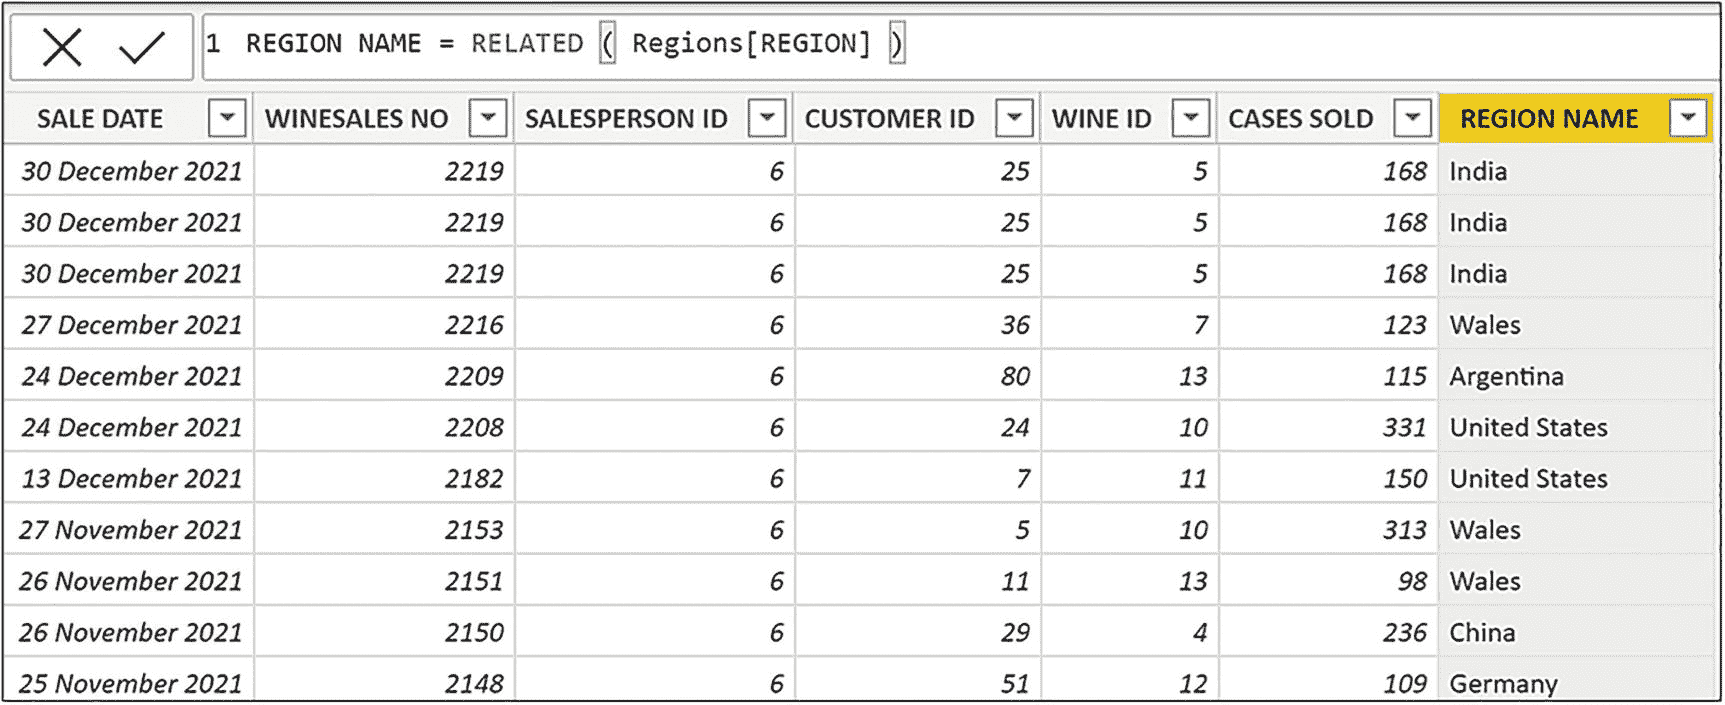 1 REGION NAME = RELATED ( Regions[REGION] )
SALE DATE WINESALES NO SALESPERSON ID CUSTOMER ID WINE ID CASES SOLD REGION NAME
30 December 2021 2219 6 25 5 168 India
30 December 2021 2219 6 25 5 168 India
30 December 2021 2219 6 25 5 168 India
27 December 2021 2216 6 36 7 123 Wales
24 December 2021 2209 6 80 13 115 Argentina
24 December 2021 2208 6 24 10 331 United States
13 December 2021 2182 6 7 11 150 United States
27 November 2021 2153 6 5 10 313 Wales
26 November 2021 2151 6 11 13 98 Wales
26 November 2021 2150 6 29 4 236 China
25 November 2021 2148 6 51 12 109 Germany